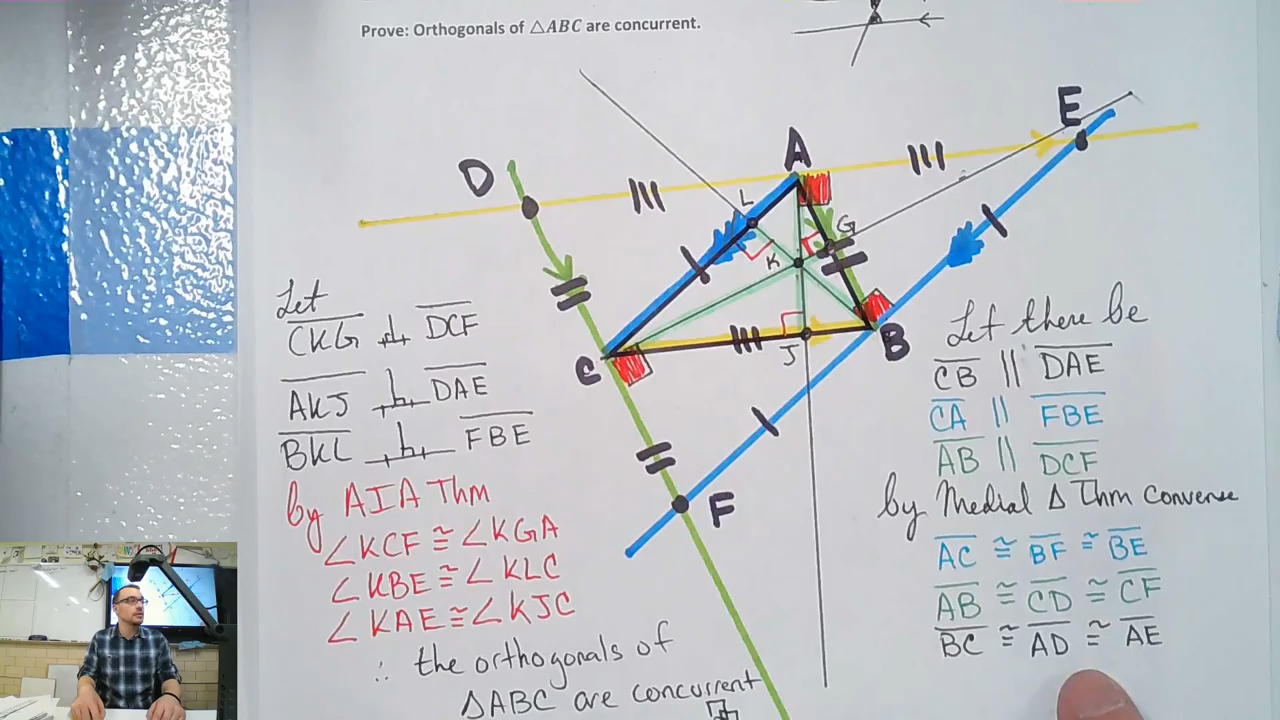 Prove: Orthogonals of △ABC are concurrent.
E
A
D
L
G
K
J
C
B
F
Let
CKG ⊥ DCF
AKJ ⊥ DAE
BKL ⊥ FBE
by AIA Thm
∠KCF ≅ ∠KGA
∠KBE ≅ ∠KLC
∠KAE ≅ ∠KJC
∴ the orthogonals of
△ABC are concurrent
Let there be
CB || DAE
CA || FBE
AB || DCF
by Medial △ Thm Converse
AC ≅ BF ≅ BE
AB ≅ CD ≅ CF
BC ≅ AD ≅ AE